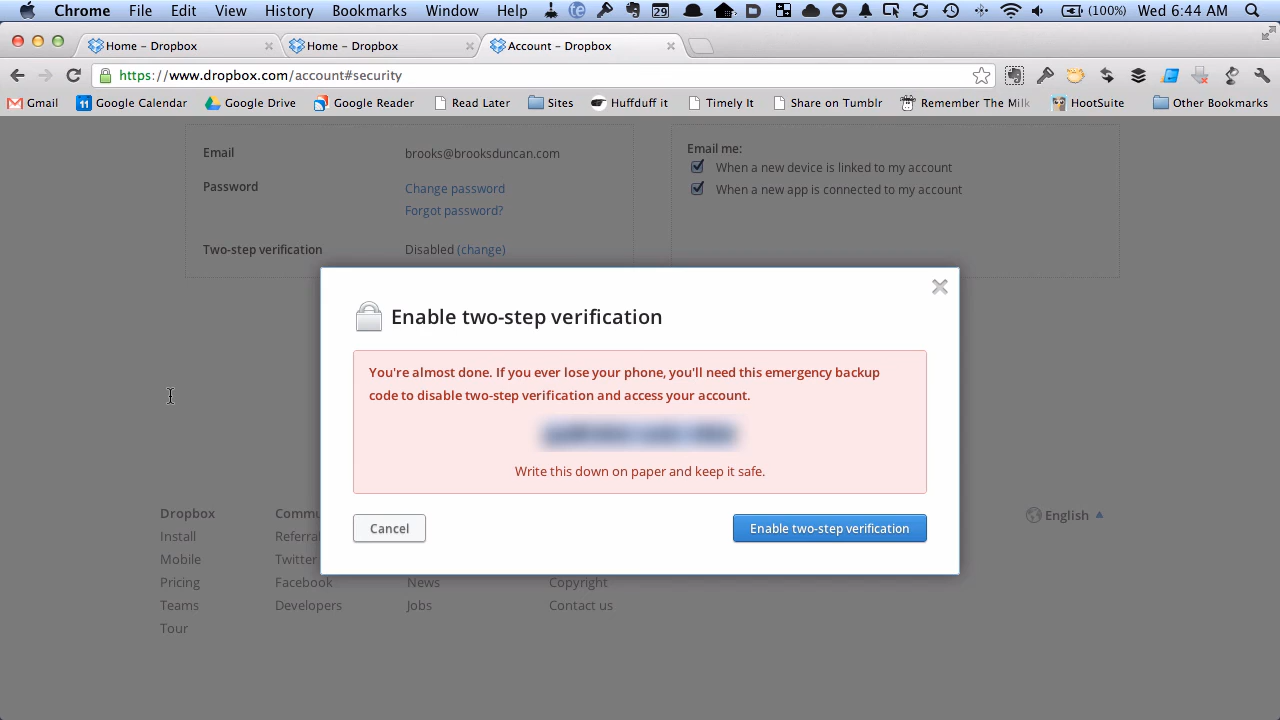 Chrome File Edit View History Bookmarks Window Help 29 (100%) Wed 6:44 AM
Home – Dropbox Home – Dropbox Account – Dropbox
https://www.dropbox.com/account#security
Gmail 11 Google Calendar Google Drive Google Reader Read Later Sites Huffduff it Timely It Share on Tumblr Remember The Milk HootSuite Other Bookmarks
Email brooks@brooksduncan.com
Password Change password
Forgot password?
Two-step verification Disabled (change)
Email me:
When a new device is linked to my account
When a new app is connected to my account
Enable two-step verification
You're almost done. If you ever lose your phone, you'll need this emergency backup
code to disable two-step verification and access your account.
Write this down on paper and keep it safe.
Cancel Enable two-step verification
Dropbox
Install
Mobile
Pricing
Teams
Tour
Commu
Referra
Twitter
Facebook
Developers
News
Jobs
Copyright
Contact us
English